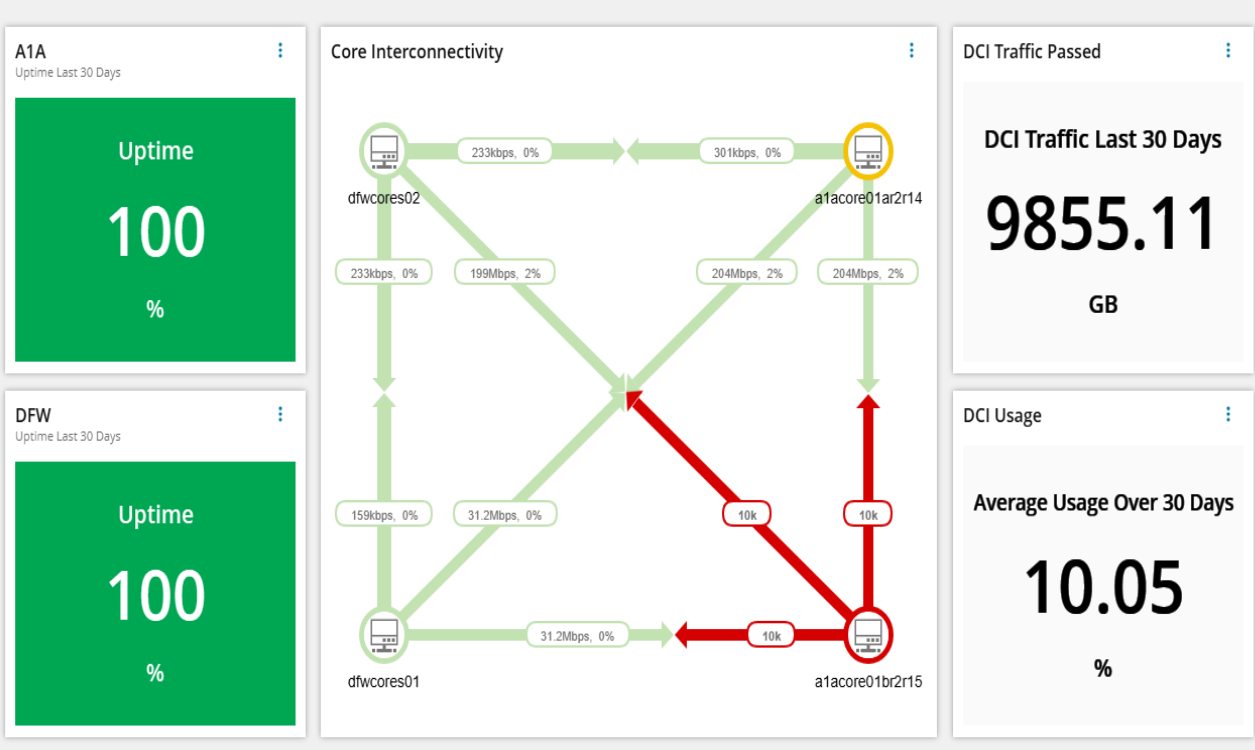 A1A
Uptime Last 30 Days
Uptime
100
%
DFW
Uptime Last 30 Days
Uptime
100
%
Core Interconnectivity
233kbps, 0%
301kbps, 0%
dfwcores02
a1acore01ar2r14
233kbps, 0%
199Mbps, 2%
204Mbps, 2%
204Mbps, 2%
159kbps, 0%
31.2Mbps, 0%
10k
10k
31.2Mbps, 0%
10k
dfwcores01
a1acore01br2r15
DCI Traffic Passed
DCI Traffic Last 30 Days
9855.11
GB
DCI Usage
Average Usage Over 30 Days
10.05
%